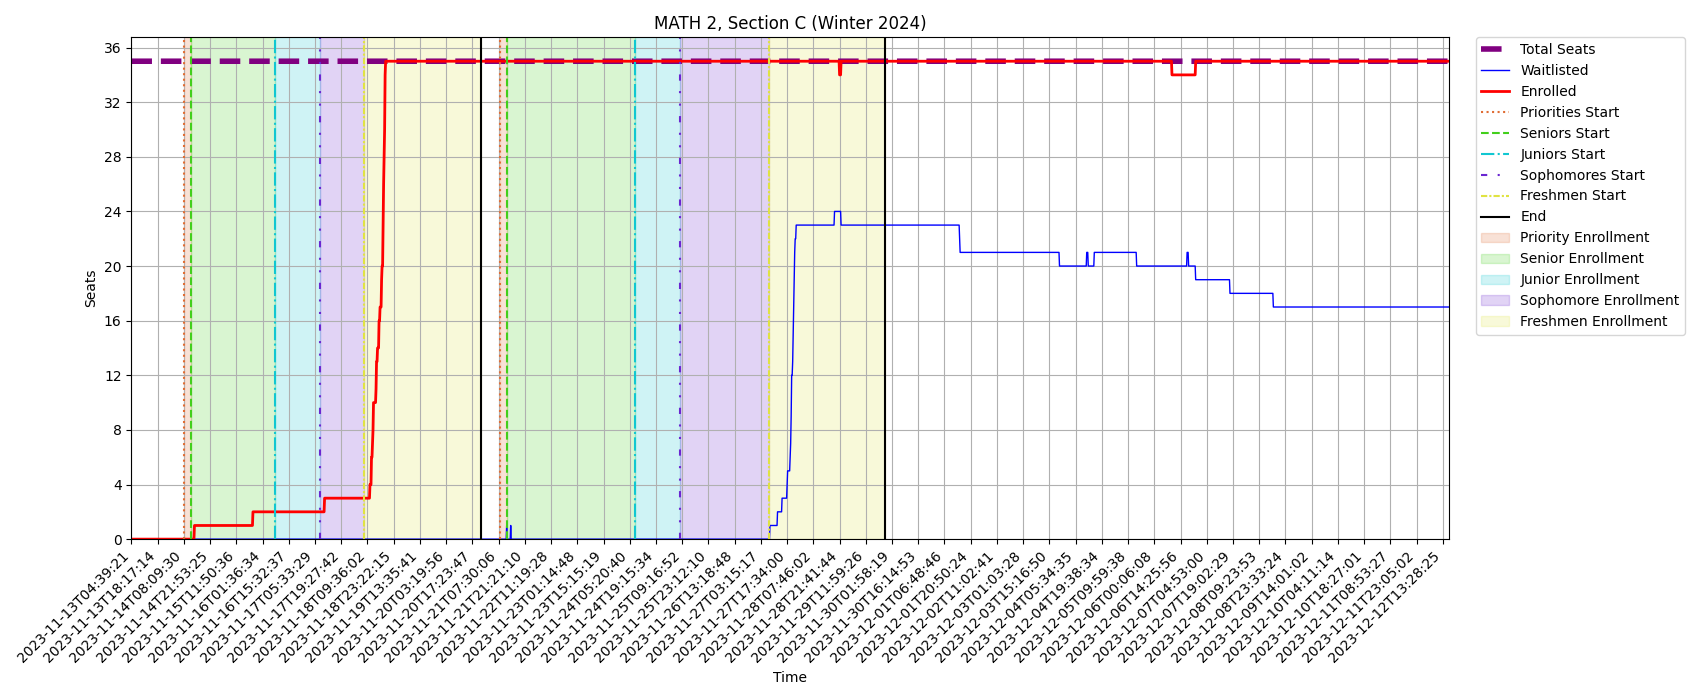 MATH 2, Section C (Winter 2024)
Seats
36
32
28
24
20
16
12
8
4
0
2023-11-13T04:39:21
2023-11-13T18:17:14
2023-11-14T08:09:30
2023-11-14T21:53:25
2023-11-15T11:50:36
2023-11-16T01:36:34
2023-11-16T15:32:37
2023-11-17T05:33:29
2023-11-17T19:27:42
2023-11-18T09:36:02
2023-11-18T23:22:15
2023-11-19T13:35:41
2023-11-20T03:19:56
2023-11-20T17:23:47
2023-11-21T07:30:06
2023-11-21T21:21:10
2023-11-22T11:19:28
2023-11-23T01:14:48
2023-11-23T15:15:19
2023-11-24T05:20:40
2023-11-24T19:15:34
2023-11-25T09:16:52
2023-11-25T23:12:10
2023-11-26T13:18:48
2023-11-27T03:15:17
2023-11-27T17:34:00
2023-11-28T07:46:02
2023-11-28T21:41:44
2023-11-29T11:59:26
2023-11-30T01:58:19
2023-11-30T16:14:53
2023-12-01T06:48:46
2023-12-01T20:50:24
2023-12-02T11:02:41
2023-12-03T01:03:28
2023-12-03T15:16:50
2023-12-04T05:34:35
2023-12-04T19:38:34
2023-12-05T09:59:38
2023-12-06T00:06:08
2023-12-06T14:25:56
2023-12-07T04:53:00
2023-12-07T19:02:29
2023-12-08T09:23:53
2023-12-08T23:33:24
2023-12-09T14:01:02
2023-12-10T04:11:14
2023-12-10T18:27:01
2023-12-11T08:53:27
2023-12-11T23:05:02
2023-12-12T13:28:25
Time
Total Seats
Waitlisted
Enrolled
Priorities Start
Seniors Start
Juniors Start
Sophomores Start
Freshmen Start
End
Priority Enrollment
Senior Enrollment
Junior Enrollment
Sophomore Enrollment
Freshmen Enrollment